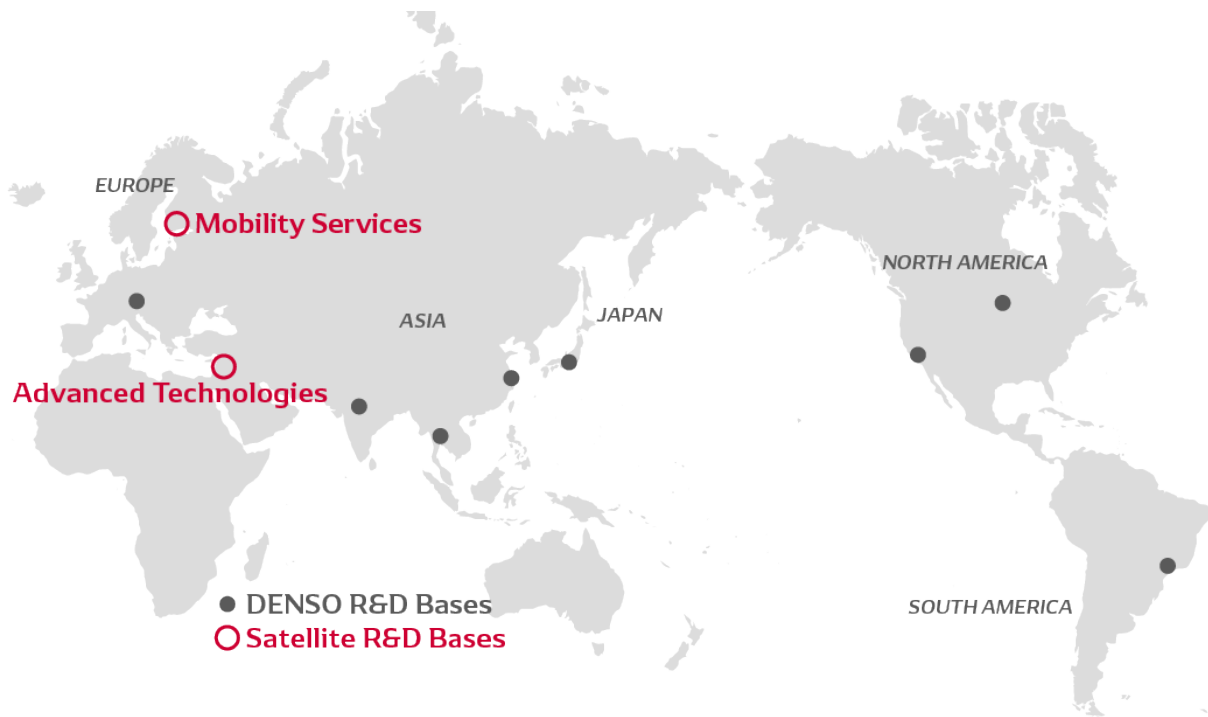 EUROPE
Mobility Services
NORTH AMERICA
JAPAN
ASIA
Advanced Technologies
DENSO R&D Bases
SOUTH AMERICA
Satellite R&D Bases